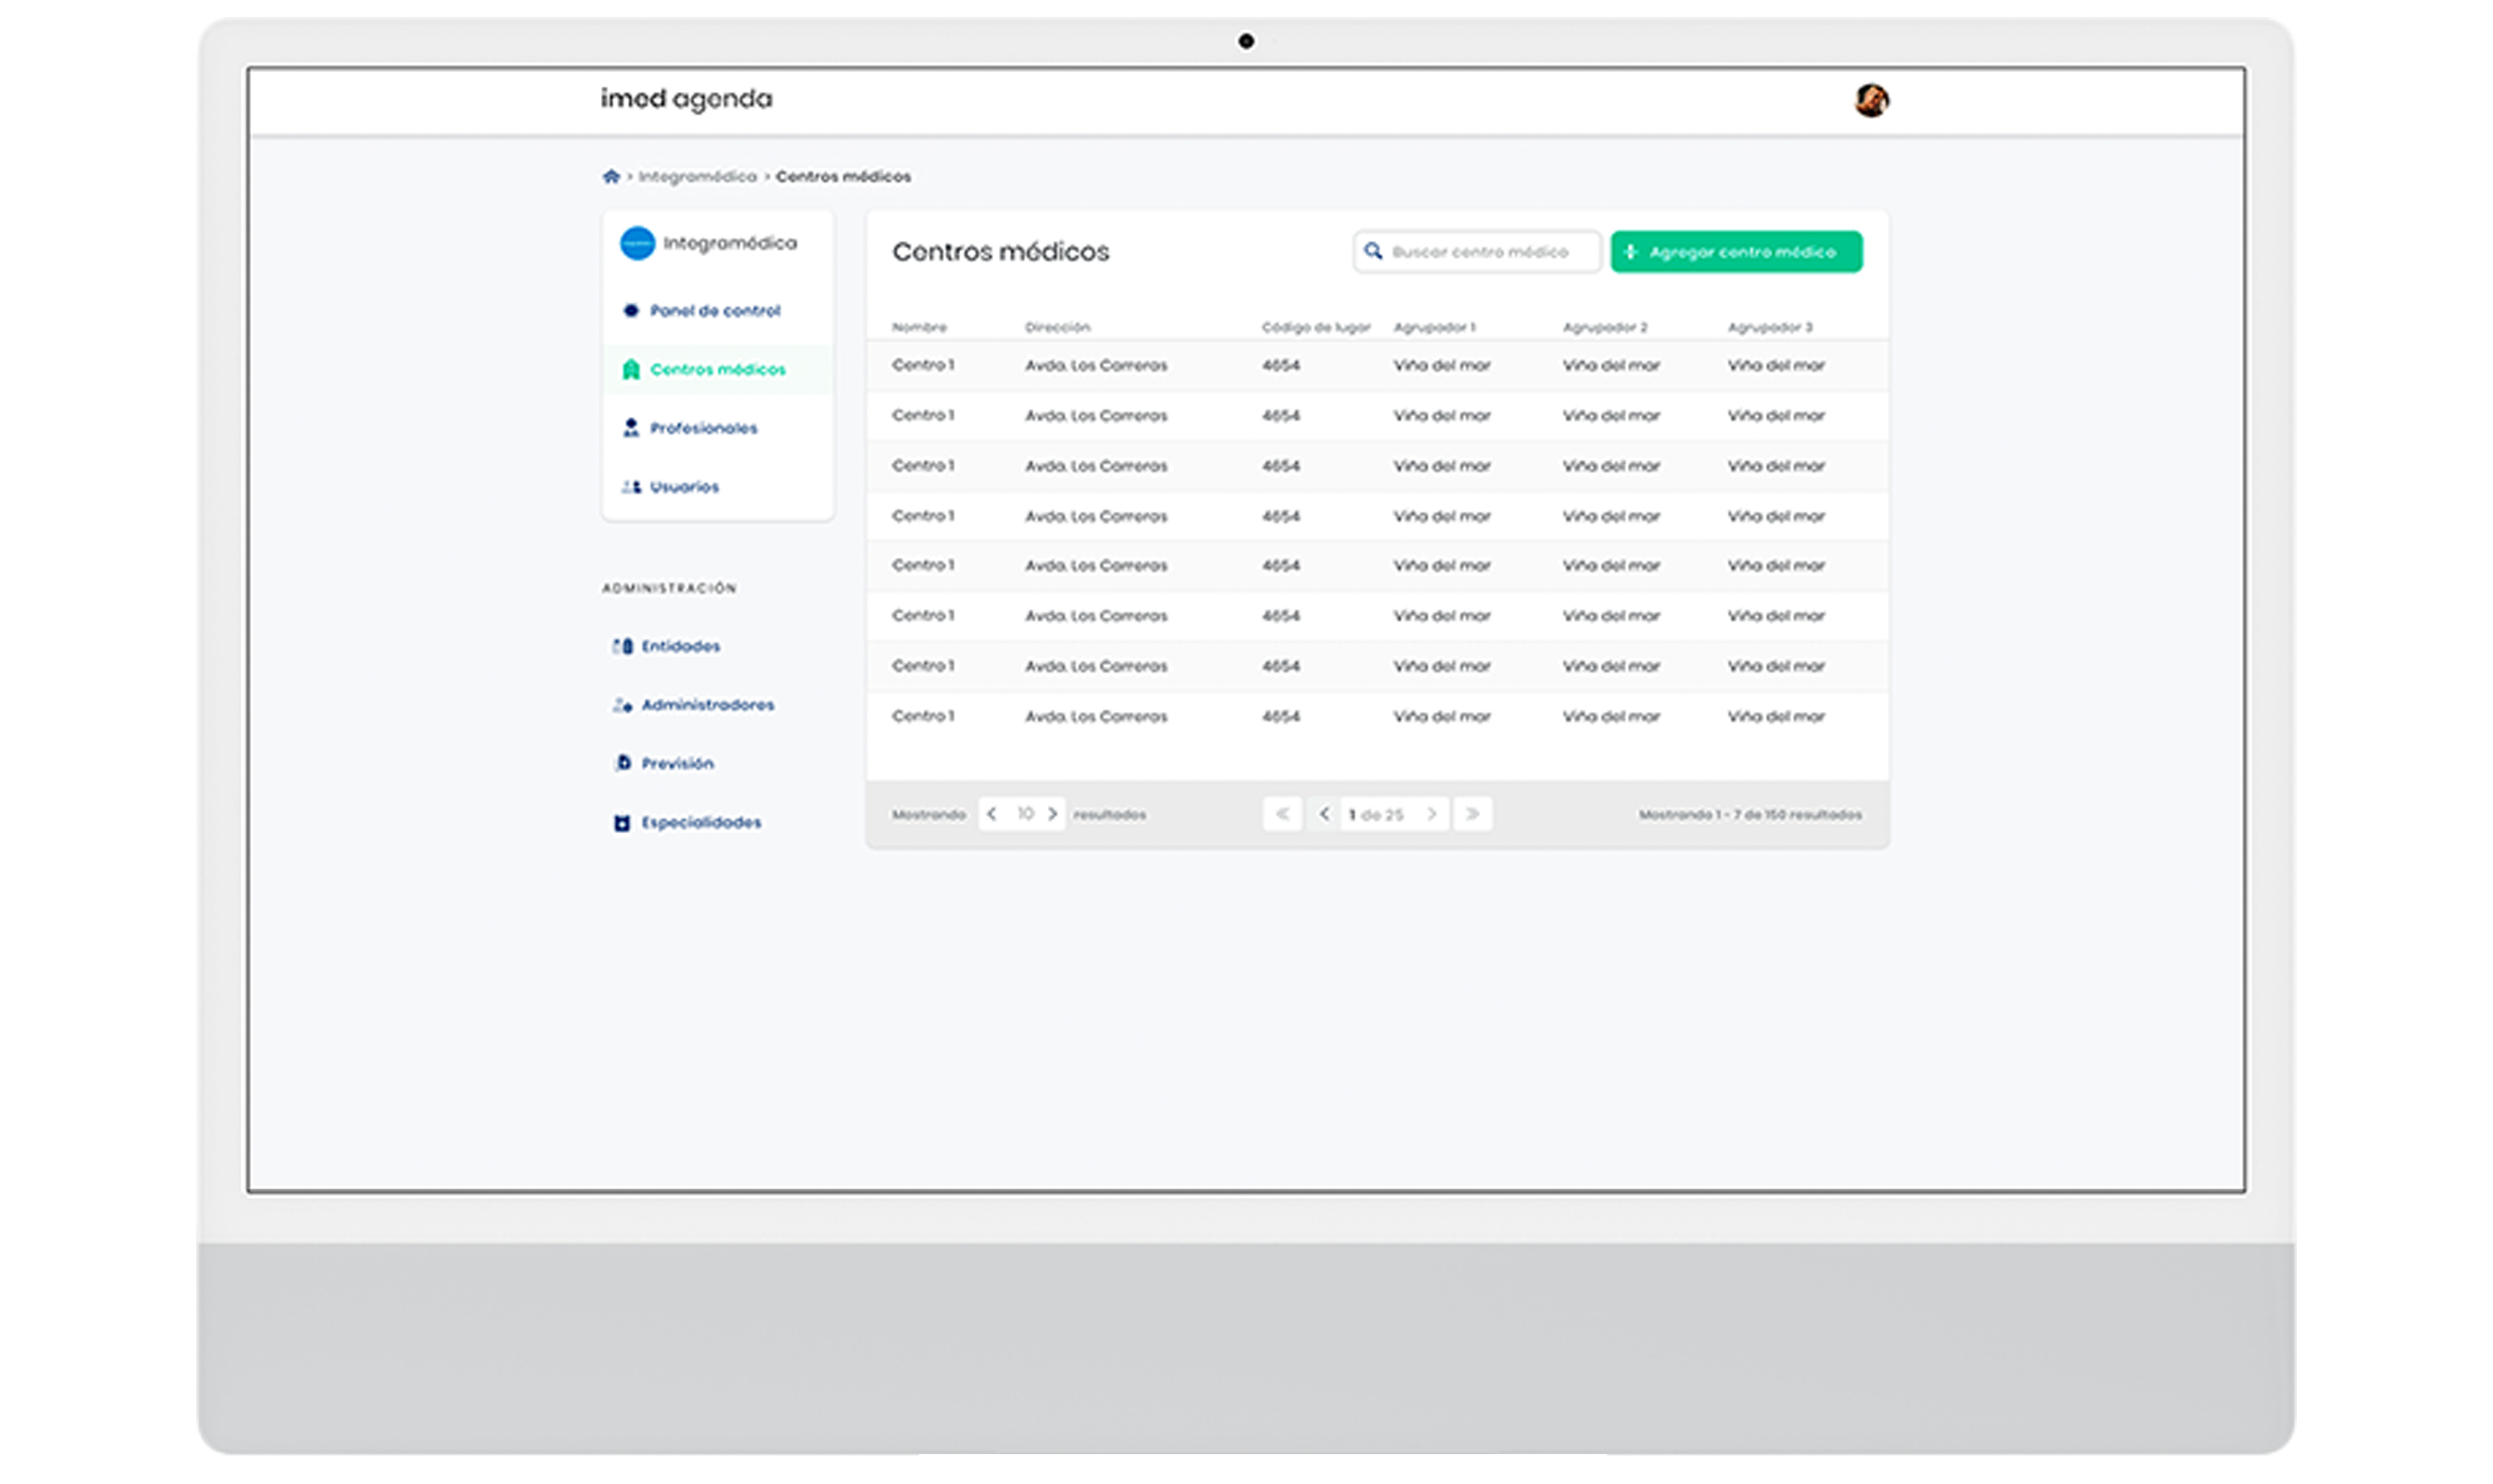 imed agenda
> Integramédica > Centros médicos
Integramédica
Panel de control
Centros médicos
Profesionales
Usuarios
ADMINISTRACIÓN
Entidades
Administradores
Previsión
Especialidades
Centros médicos
Buscar centro médico
+ Agregar centro médico
Nombre Dirección Código de lugar Agrupador 1 Agrupador 2 Agrupador 3
Centro 1 Avda. Los Carreras 4654 Viña del mar Viña del mar Viña del mar
Centro 1 Avda. Los Carreras 4654 Viña del mar Viña del mar Viña del mar
Centro 1 Avda. Los Carreras 4654 Viña del mar Viña del mar Viña del mar
Centro 1 Avda. Los Carreras 4654 Viña del mar Viña del mar Viña del mar
Centro 1 Avda. Los Carreras 4654 Viña del mar Viña del mar Viña del mar
Centro 1 Avda. Los Carreras 4654 Viña del mar Viña del mar Viña del mar
Centro 1 Avda. Los Carreras 4654 Viña del mar Viña del mar Viña del mar
Centro 1 Avda. Los Carreras 4654 Viña del mar Viña del mar Viña del mar
Mostrando < 10 > resultados « < 1 de 25 > » Mostrando 1 - 7 de 150 resultados